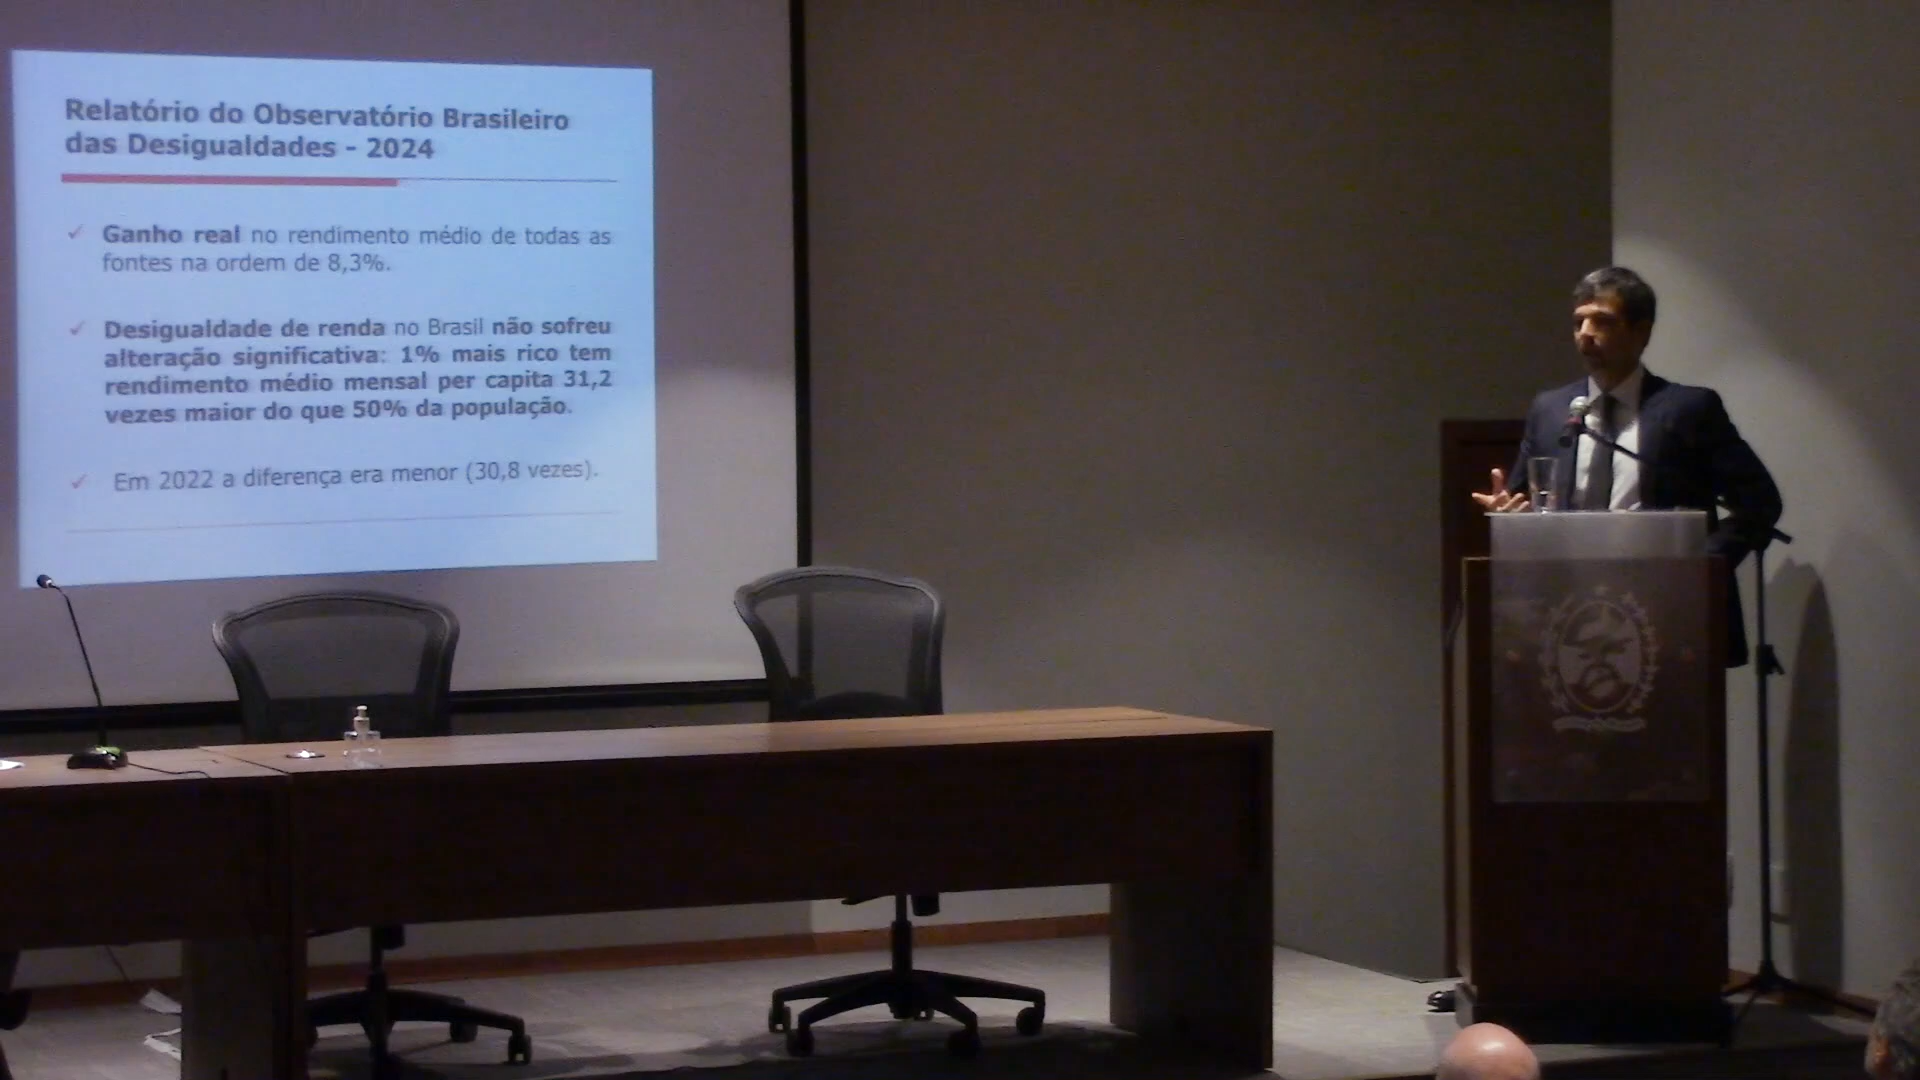 Relatório do Observatório Brasileiro
das Desigualdades - 2024
Ganho real no rendimento médio de todas as
fontes na ordem de 8,3%.
Desigualdade de renda no Brasil não sofreu
alteração significativa: 1% mais rico tem
rendimento médio mensal per capita 31,2
vezes maior do que 50% da população.
Em 2022 a diferença era menor (30,8 vezes).